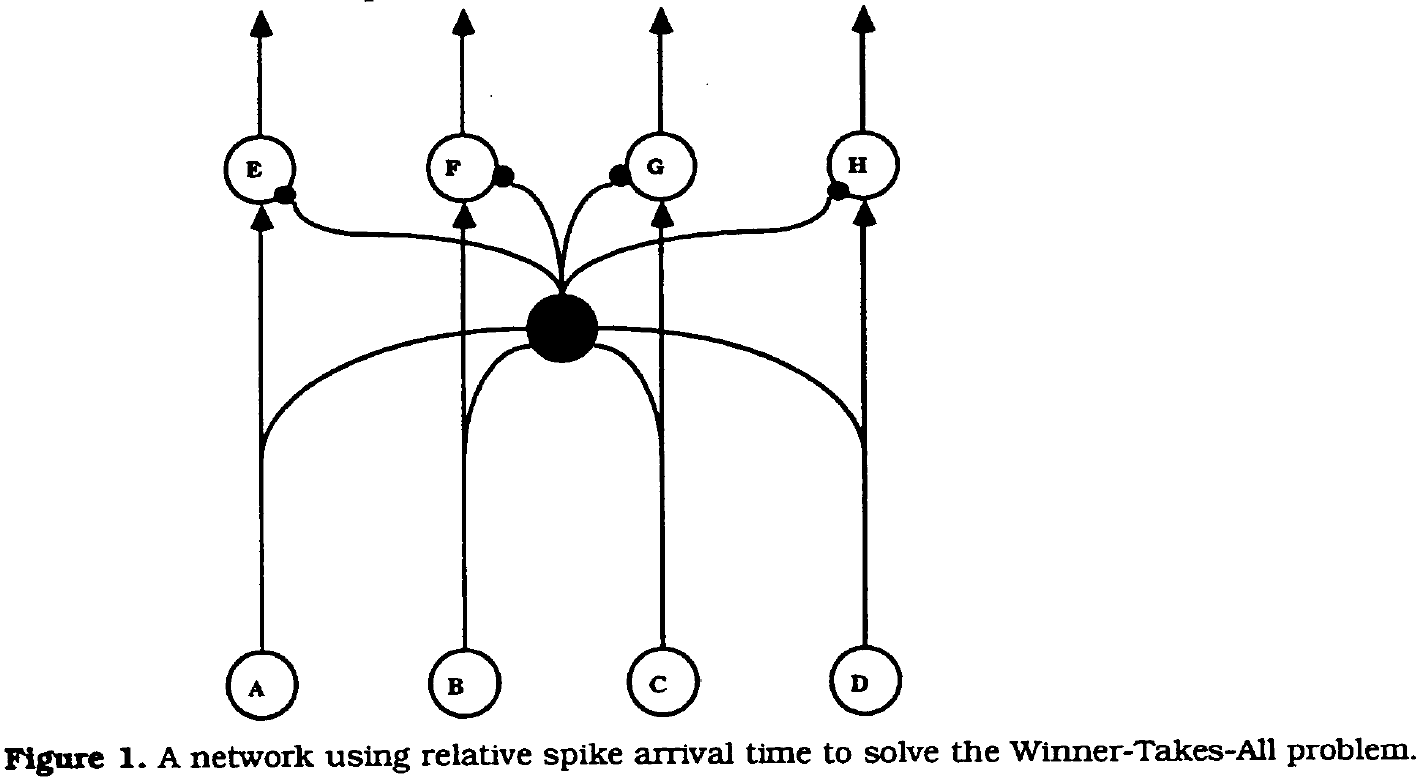 E F G H
A B C D
Figure 1. A network using relative spike arrival time to solve the Winner-Takes-All problem.